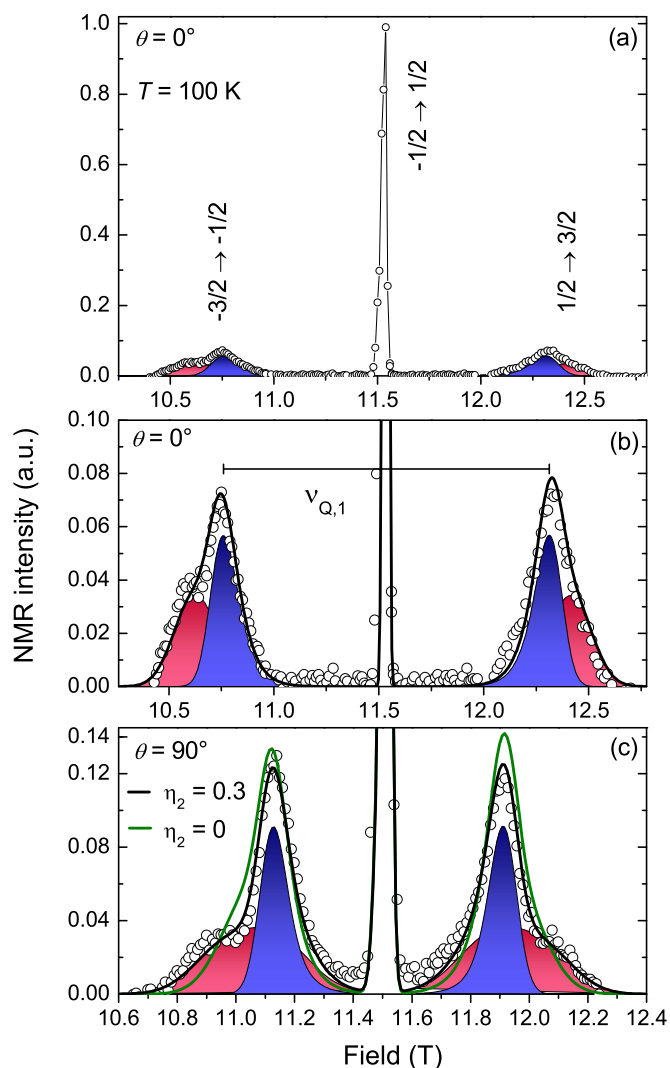 θ = 0°
(a)
T = 100 K
-3/2 → -1/2
-1/2 → 1/2
1/2 → 3/2
1.0
0.8
0.6
0.4
0.2
0.0
10.5 11.0 11.5 12.0 12.5
θ = 0°
(b)
ν_Q,1
0.10
0.08
0.06
0.04
0.02
0.00
10.5 11.0 11.5 12.0 12.5
NMR intensity (a.u.)
θ = 90°
(c)
η₂ = 0.3
η₂ = 0
0.14
0.12
0.08
0.04
0.00
10.6 10.8 11.0 11.2 11.4 11.6 11.8 12.0 12.2 12.4
Field (T)